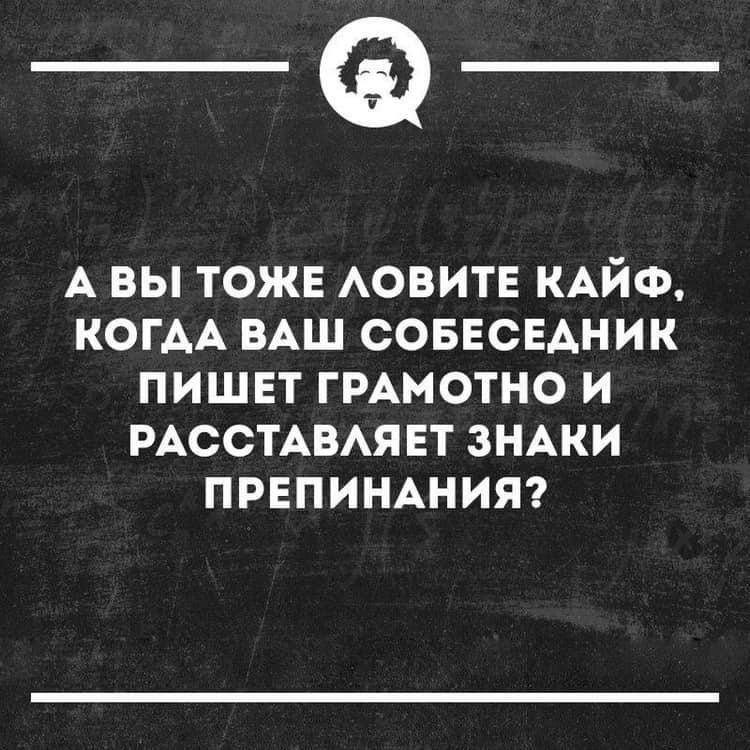 А ВЫ ТОЖЕ ЛОВИТЕ КАЙФ,
КОГДА ВАШ СОБЕСЕДНИК
ПИШЕТ ГРАМОТНО И
РАССТАВЛЯЕТ ЗНАКИ
ПРЕПИНАНИЯ?